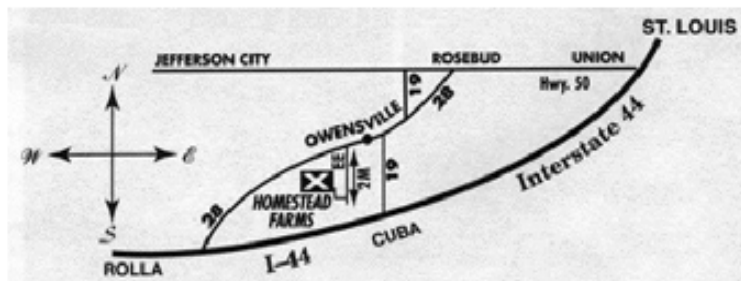 ST. LOUIS
JEFFERSON CITY
ROSEBUD
UNION
Hwy. 50
N
19
28
OWENSVILLE
Interstate 44
W
E
EE
2M
19
HOMESTEAD
FARMS
28
S
CUBA
I-44
ROLLA